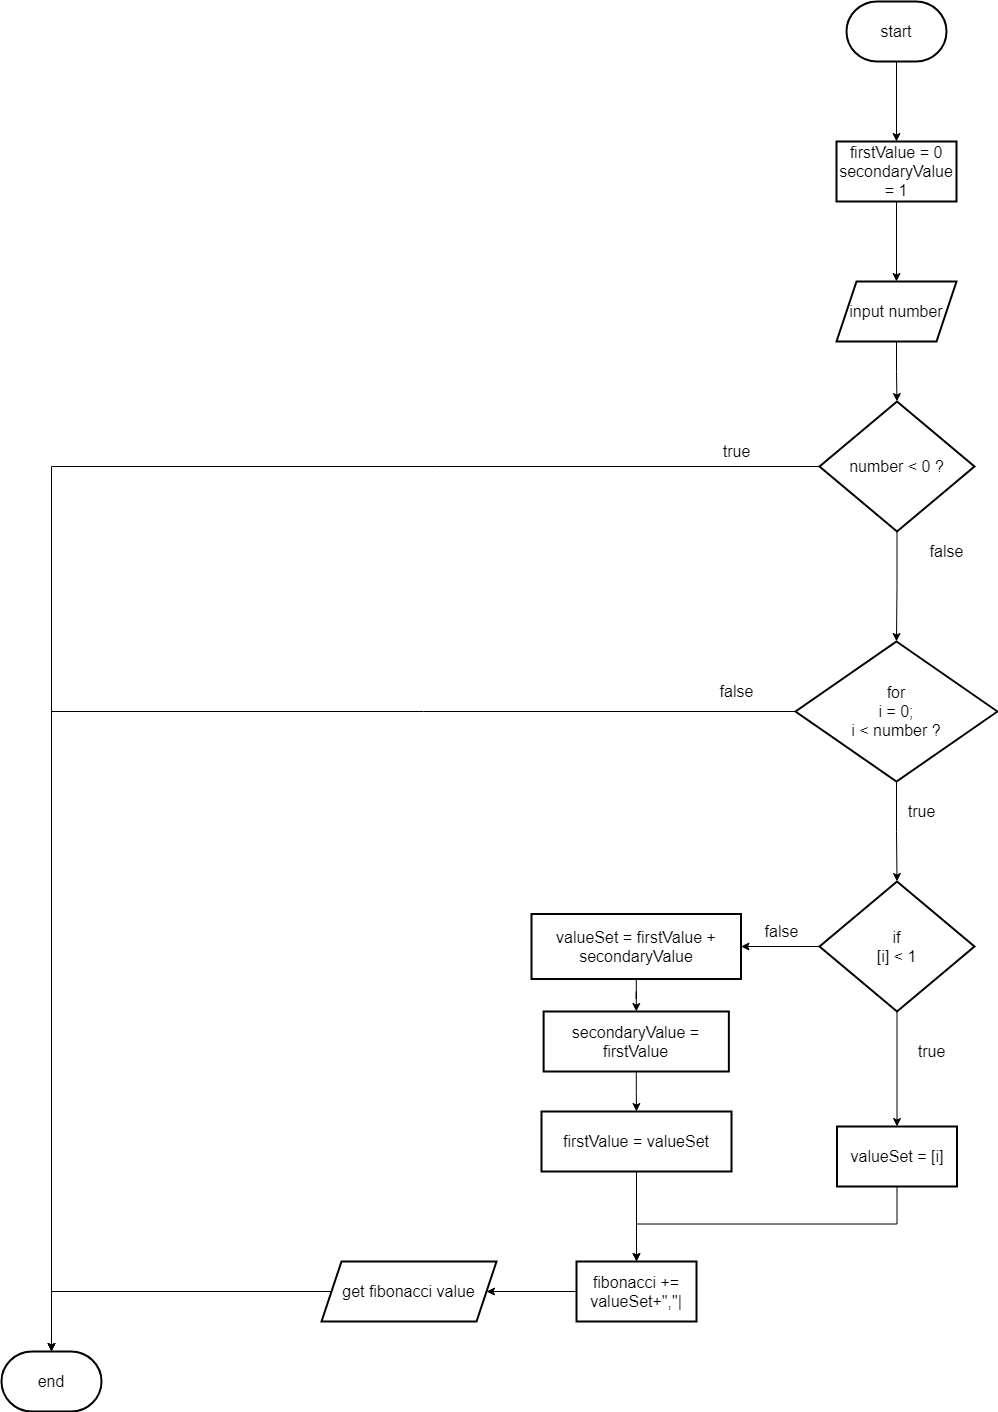 start
firstValue = 0
secondaryValue
= 1
input number
true
number < 0 ?
false
false
for
i = 0;
i < number ?
true
valueSet = firstValue +
secondaryValue
false
if
[i] < 1
secondaryValue =
firstValue
true
firstValue = valueSet
valueSet = [i]
get fibonacci value
fibonacci +=
valueSet+","|
end